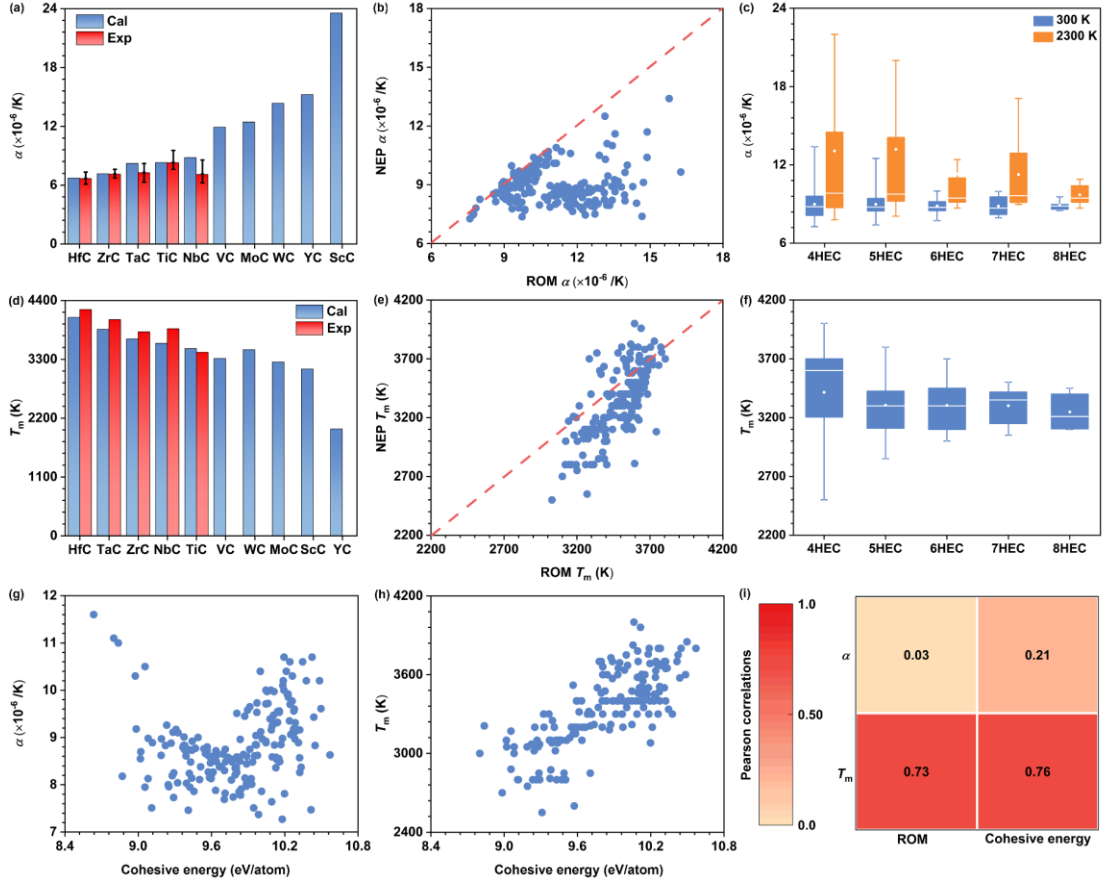 (a)
24
18
12
6
0
α (×10⁻⁶ /K)
Cal
Exp
HfC ZrC TaC TiC NbC VC MoC WC YC ScC
(b)
18
15
12
9
6
NEP α (×10⁻⁶ /K)
6 9 12 15 18
ROM α (×10⁻⁶ /K)
(c)
24
18
12
6
α (×10⁻⁶ /K)
300 K
2300 K
4HEC 5HEC 6HEC 7HEC 8HEC
(d)
4400
3300
2200
1100
0
Tm (K)
Cal
Exp
HfC TaC ZrC NbC TiC VC WC MoC ScC YC
(e)
4200
3700
3200
2700
2200
NEP Tm (K)
2200 2700 3200 3700 4200
ROM Tm (K)
(f)
4200
3700
3200
2700
2200
Tm (K)
4HEC 5HEC 6HEC 7HEC 8HEC
(g)
12
11
10
9
8
7
α (×10⁻⁶ /K)
8.4 9.0 9.6 10.2 10.8
Cohesive energy (eV/atom)
(h)
4200
3600
3000
2400
Tm (K)
8.4 9.0 9.6 10.2 10.8
Cohesive energy (eV/atom)
(i)
1.0
0.50
0.0
Pearson correlations
α
0.03 0.21
Tm
0.73 0.76
ROM Cohesive energy